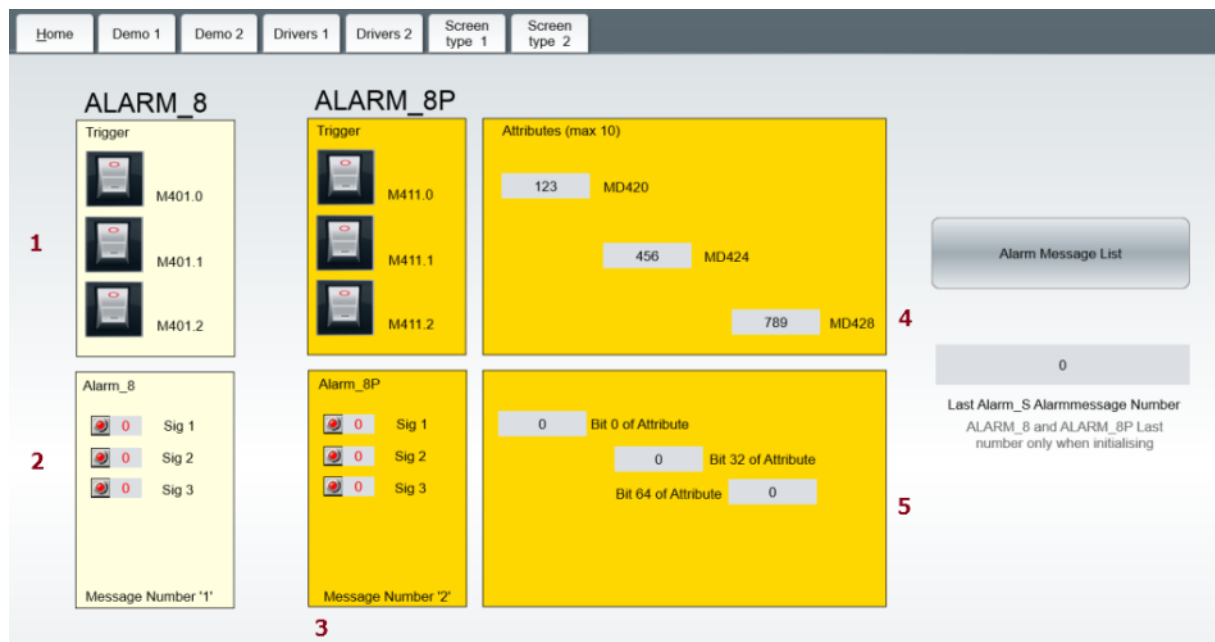 Home
Demo 1
Demo 2
Drivers 1
Drivers 2
Screen
type 1
Screen
type 2
ALARM_8
ALARM_8P
Trigger
M401.0
M401.1
M401.2
Trigger
M411.0
M411.1
M411.2
Attributes (max 10)
123 MD420
456 MD424
789 MD428
1
4
Alarm Message List
0
Last Alarm_S Alarmmessage Number
ALARM_8 and ALARM_8P Last
number only when initialising
Alarm_8
0 Sig 1
0 Sig 2
0 Sig 3
Message Number '1'
2
Alarm_8P
0 Sig 1
0 Sig 2
0 Sig 3
Message Number '2'
3
0 Bit 0 of Attribute
0 Bit 32 of Attribute
Bit 64 of Attribute 0
5